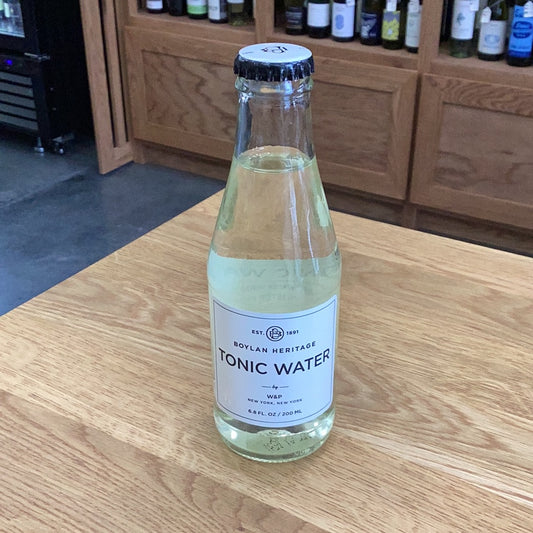 EST. 1891
BOYLAN HERITAGE
TONIC WATER
by
W&P
NEW YORK, NEW YORK
6.8 FL. OZ / 200 ML